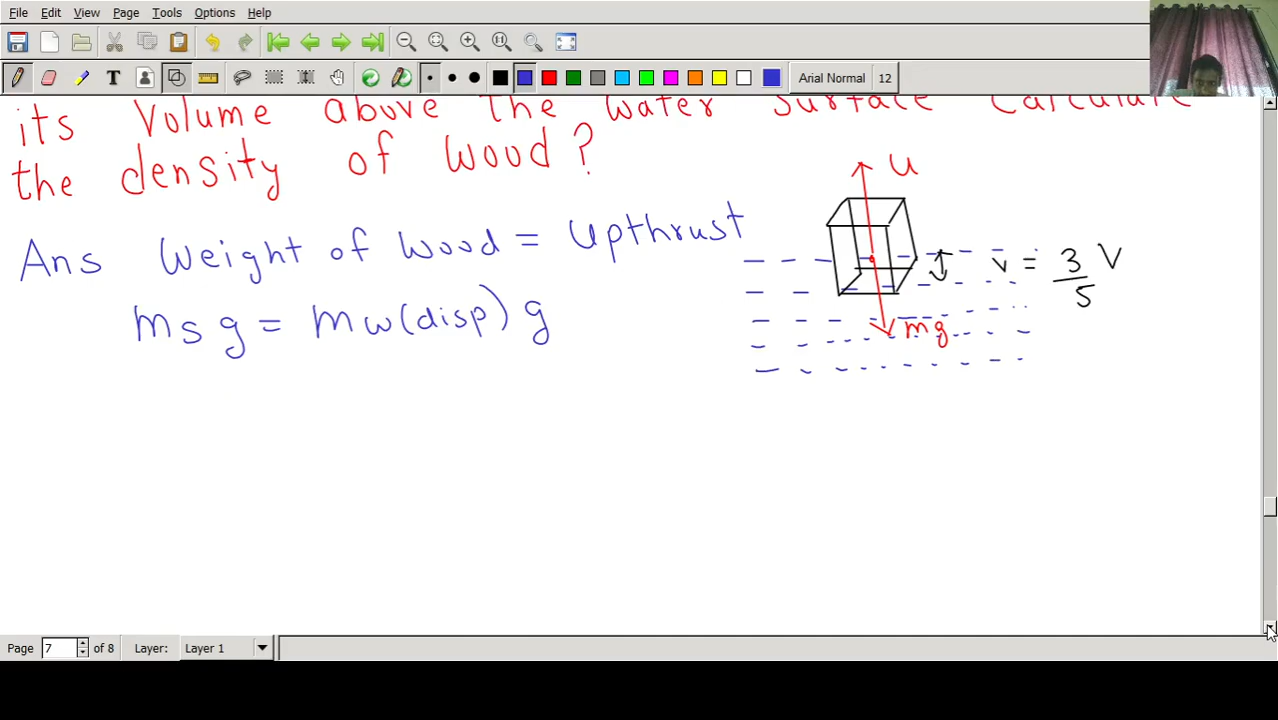 File Edit View Page Tools Options Help
T Arial Normal 12
its Volume above the water surface Calculate
the density of wood?
U
Ans Weight of wood = Upthrust
v = 3/5 V
ms g = mw(disp) g
mg
Page 7 of 8 Layer: Layer 1